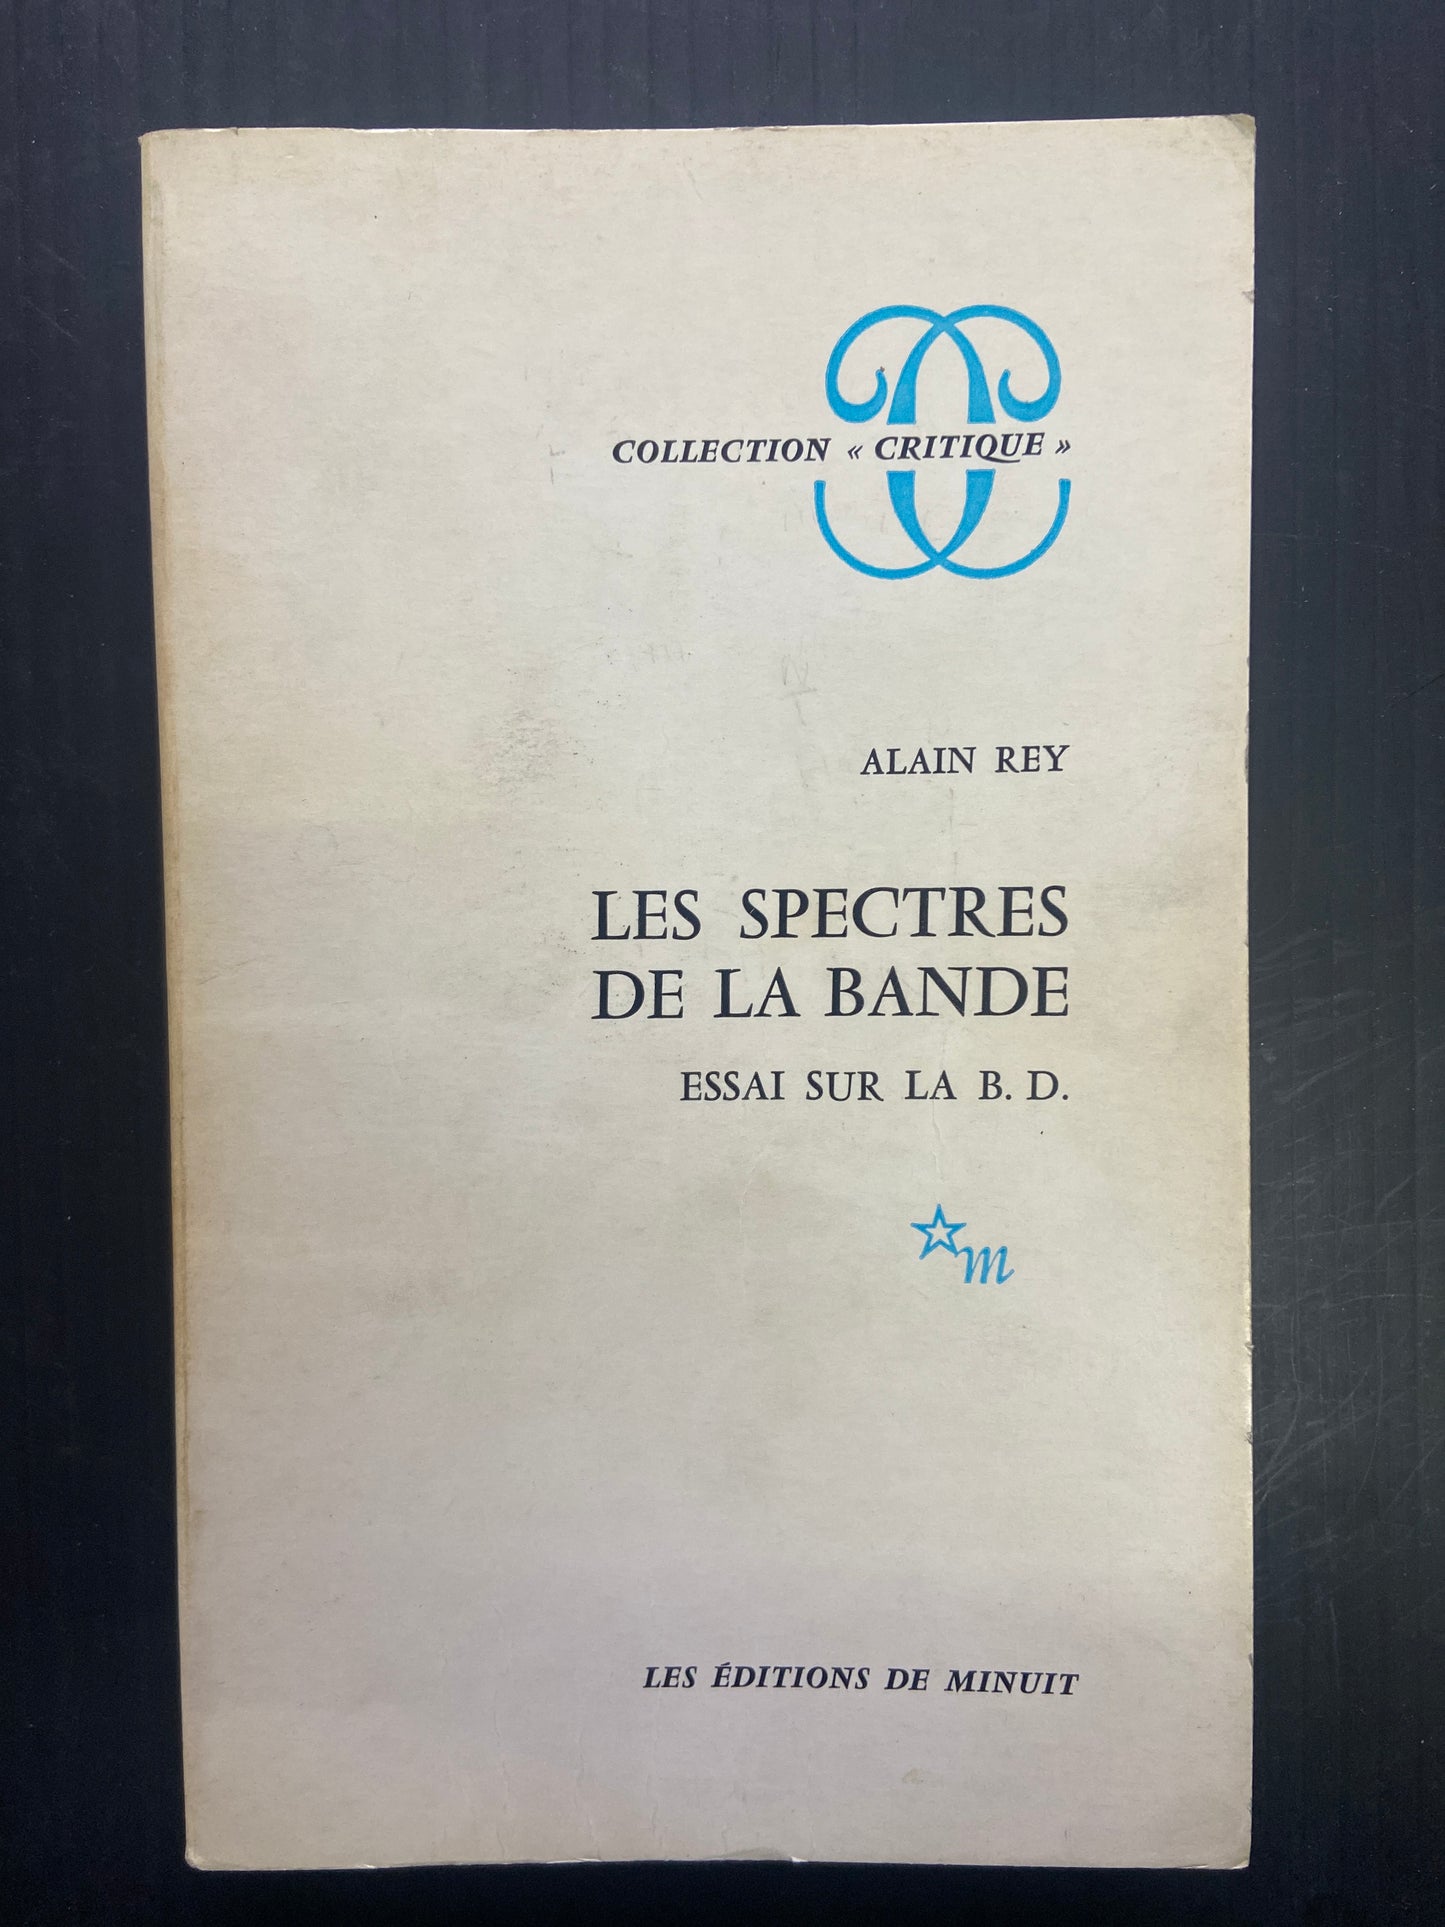 COLLECTION « CRITIQUE »
ALAIN REY
LES SPECTRES
DE LA BANDE
ESSAI SUR LA B. D.
m
LES ÉDITIONS DE MINUIT